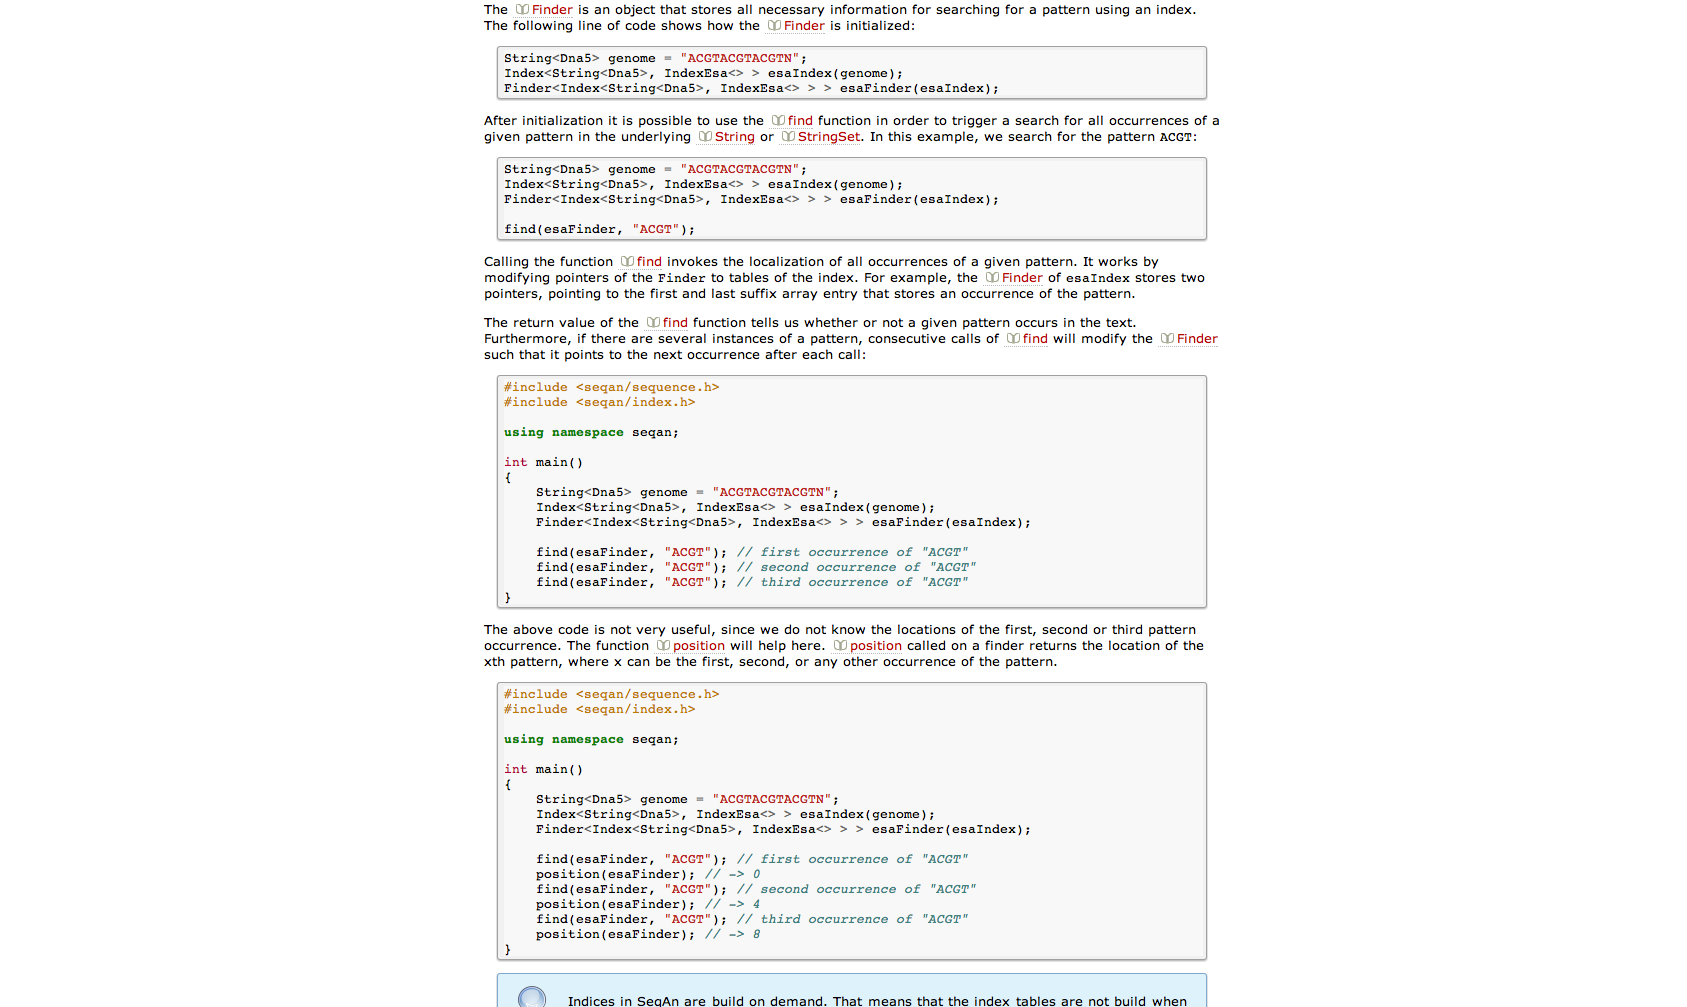 The Finder is an object that stores all necessary information for searching for a pattern using an index.
The following line of code shows how the Finder is initialized:
String<Dna5> genome = "ACGTACGTACGTN";
Index<String<Dna5>, IndexEsa<> > esaIndex(genome);
Finder<Index<String<Dna5>, IndexEsa<> > > esaFinder(esaIndex);
After initialization it is possible to use the find function in order to trigger a search for all occurrences of a
given pattern in the underlying String or StringSet. In this example, we search for the pattern ACGT:
String<Dna5> genome = "ACGTACGTACGTN";
Index<String<Dna5>, IndexEsa<> > esaIndex(genome);
Finder<Index<String<Dna5>, IndexEsa<> > > esaFinder(esaIndex);
find(esaFinder, "ACGT");
Calling the function find invokes the localization of all occurrences of a given pattern. It works by
modifying pointers of the Finder to tables of the index. For example, the Finder of esaIndex stores two
pointers, pointing to the first and last suffix array entry that stores an occurrence of the pattern.
The return value of the find function tells us whether or not a given pattern occurs in the text.
Furthermore, if there are several instances of a pattern, consecutive calls of find will modify the Finder
such that it points to the next occurrence after each call:
#include <seqan/sequence.h>
#include <seqan/index.h>
using namespace seqan;
int main()
{
String<Dna5> genome = "ACGTACGTACGTN";
Index<String<Dna5>, IndexEsa<> > esaIndex(genome);
Finder<Index<String<Dna5>, IndexEsa<> > > esaFinder(esaIndex);
find(esaFinder, "ACGT"); // first occurrence of "ACGT"
find(esaFinder, "ACGT"); // second occurrence of "ACGT"
find(esaFinder, "ACGT"); // third occurrence of "ACGT"
}
The above code is not very useful, since we do not know the locations of the first, second or third pattern
occurrence. The function position will help here. position called on a finder returns the location of the
xth pattern, where x can be the first, second, or any other occurrence of the pattern.
#include <seqan/sequence.h>
#include <seqan/index.h>
using namespace seqan;
int main()
{
String<Dna5> genome = "ACGTACGTACGTN";
Index<String<Dna5>, IndexEsa<> > esaIndex(genome);
Finder<Index<String<Dna5>, IndexEsa<> > > esaFinder(esaIndex);
find(esaFinder, "ACGT"); // first occurrence of "ACGT"
position(esaFinder); // -> 0
find(esaFinder, "ACGT"); // second occurrence of "ACGT"
position(esaFinder); // -> 4
find(esaFinder, "ACGT"); // third occurrence of "ACGT"
position(esaFinder); // -> 8
}
Indices in SeqAn are build on demand. That means that the index tables are not build when